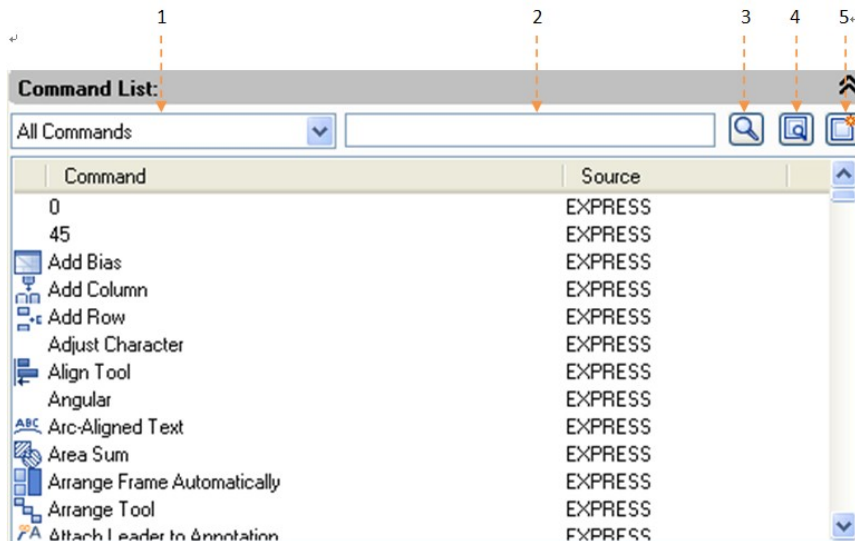 1 2 3 4 5
Command List:
All Commands
Command Source
0 EXPRESS
45 EXPRESS
Add Bias EXPRESS
Add Column EXPRESS
Add Row EXPRESS
Adjust Character EXPRESS
Align Tool EXPRESS
Angular EXPRESS
ABC Arc-Aligned Text EXPRESS
Area Sum EXPRESS
Arrange Frame Automatically EXPRESS
Arrange Tool EXPRESS
A Attach Leader to Annotation EXPRESS